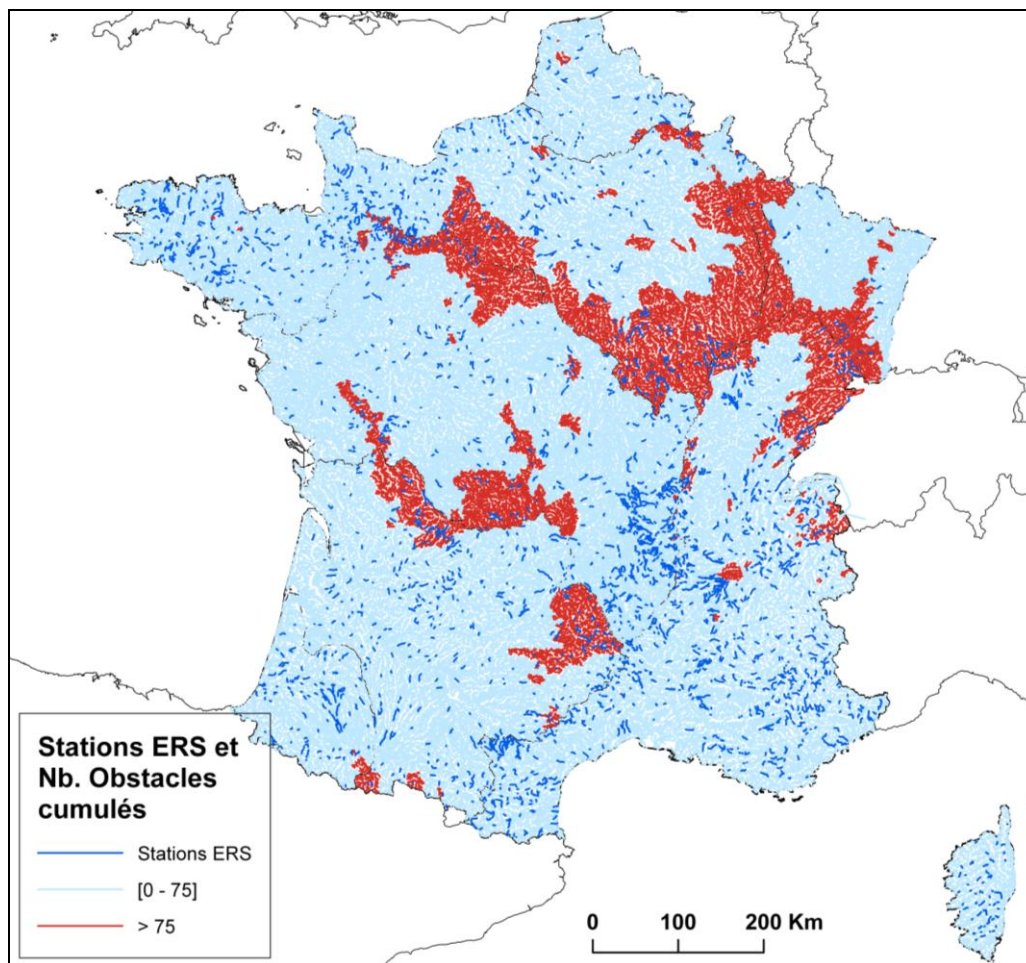 Stations ERS et
Nb. Obstacles
cumulés
Stations ERS
[0 - 75]
> 75
0 100 200 Km